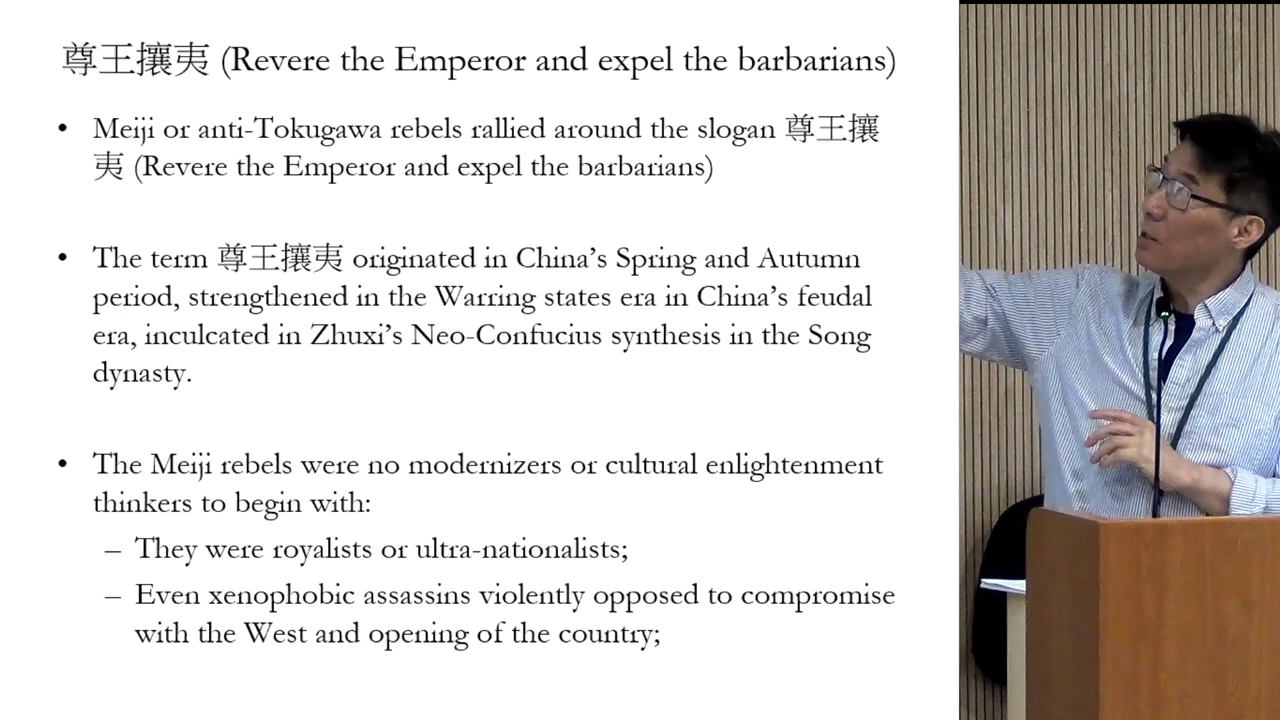 尊王攘夷 (Revere the Emperor and expel the barbarians)
• Meiji or anti-Tokugawa rebels rallied around the slogan 尊王攘
夷 (Revere the Emperor and expel the barbarians)
• The term 尊王攘夷 originated in China’s Spring and Autumn
period, strengthened in the Warring states era in China’s feudal
era, inculcated in Zhuxi’s Neo-Confucius synthesis in the Song
dynasty.
• The Meiji rebels were no modernizers or cultural enlightenment
thinkers to begin with:
– They were royalists or ultra-nationalists;
– Even xenophobic assassins violently opposed to compromise
with the West and opening of the country;